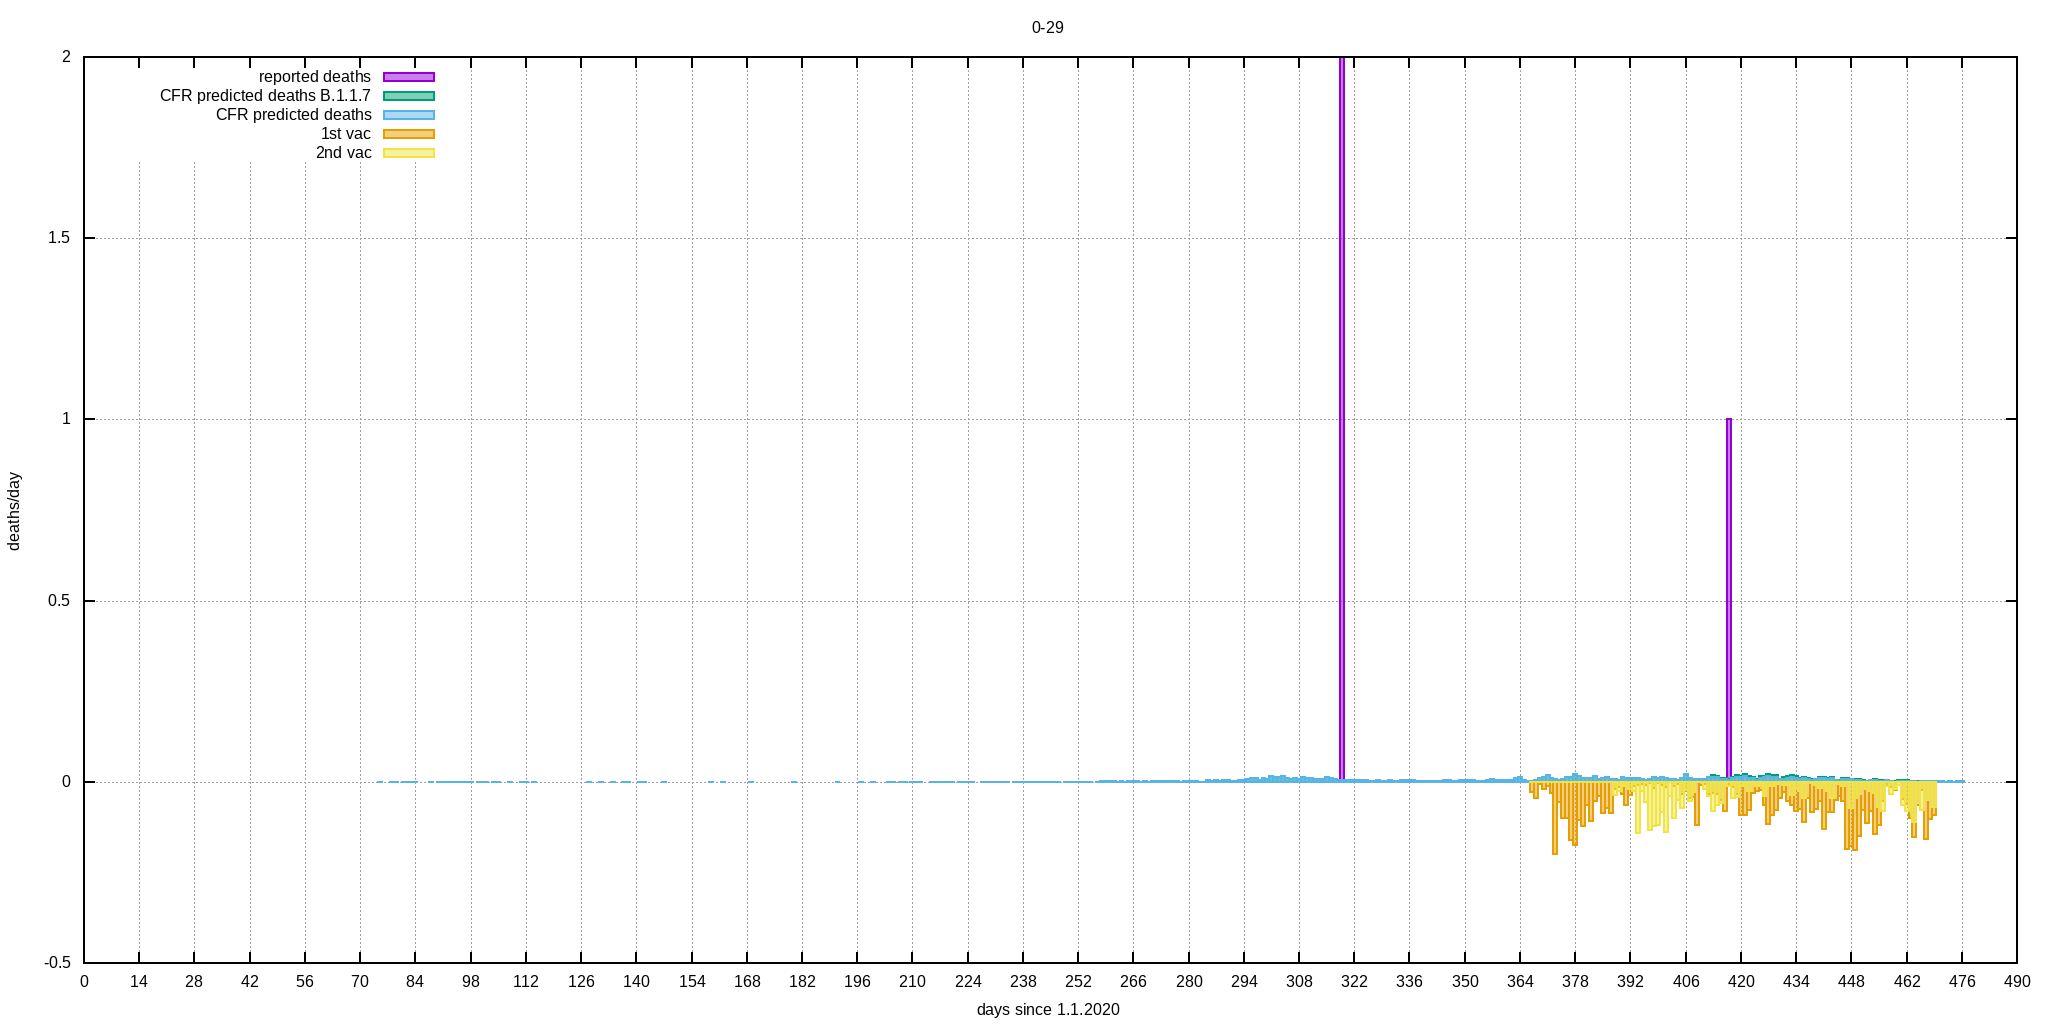 0-29
reported deaths
CFR predicted deaths B.1.1.7
CFR predicted deaths
1st vac
2nd vac
2
1.5
1
0.5
0
-0.5
deaths/day
0 14 28 42 56 70 84 98 112 126 140 154 168 182 196 210 224 238 252 266 280 294 308 322 336 350 364 378 392 406 420 434 448 462 476 490
days since 1.1.2020